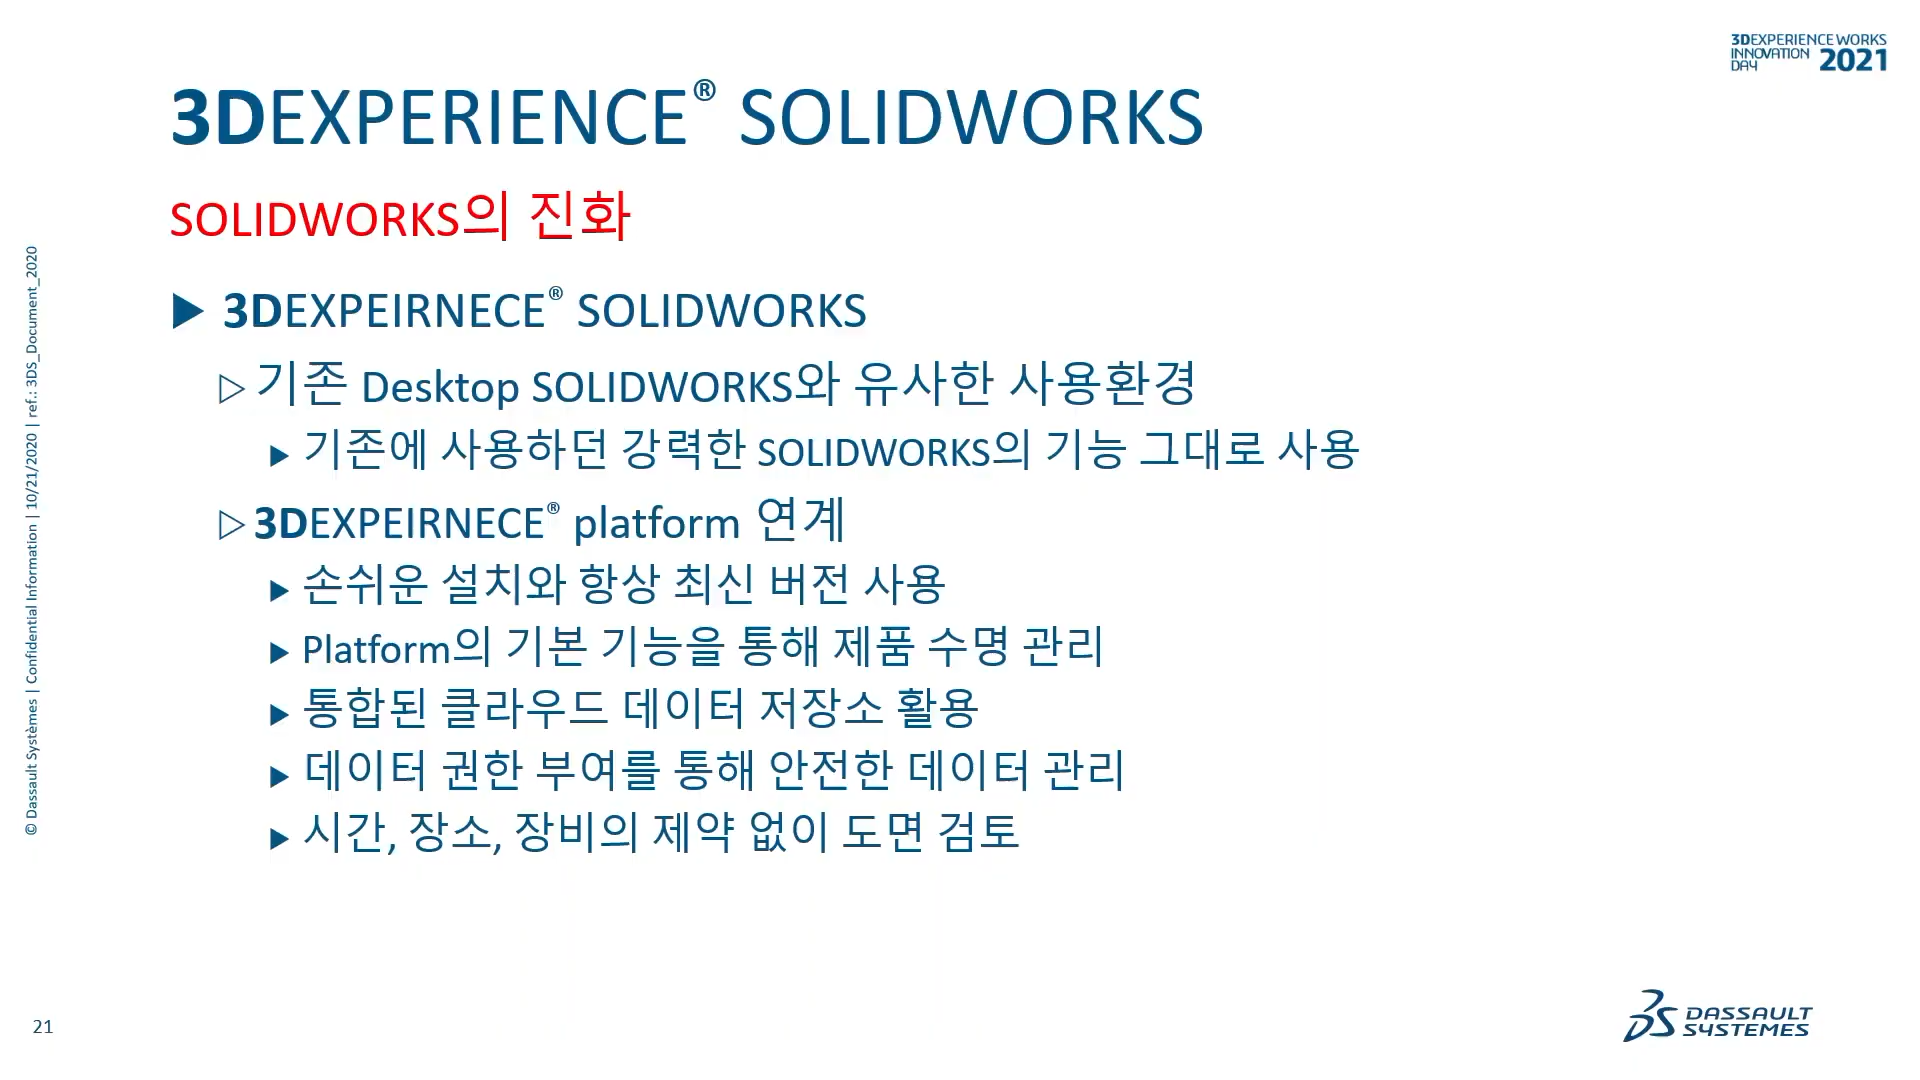 3DEXPERIENCE WORKS
INNOVATION
DAY 2021
3DEXPERIENCE® SOLIDWORKS
SOLIDWORKS의 진화
▶ 3DEXPEIRNECE® SOLIDWORKS
▷ 기존 Desktop SOLIDWORKS와 유사한 사용환경
▶ 기존에 사용하던 강력한 SOLIDWORKS의 기능 그대로 사용
▷ 3DEXPEIRNECE® platform 연계
▶ 손쉬운 설치와 항상 최신 버전 사용
▶ Platform의 기본 기능을 통해 제품 수명 관리
▶ 통합된 클라우드 데이터 저장소 활용
▶ 데이터 권한 부여를 통해 안전한 데이터 관리
▶ 시간, 장소, 장비의 제약 없이 도면 검토
© Dassault Systèmes | Confidential Information | 10/21/2020 | ref.: 3DS_Document_2020
21
3DS DASSAULT
SYSTEMES